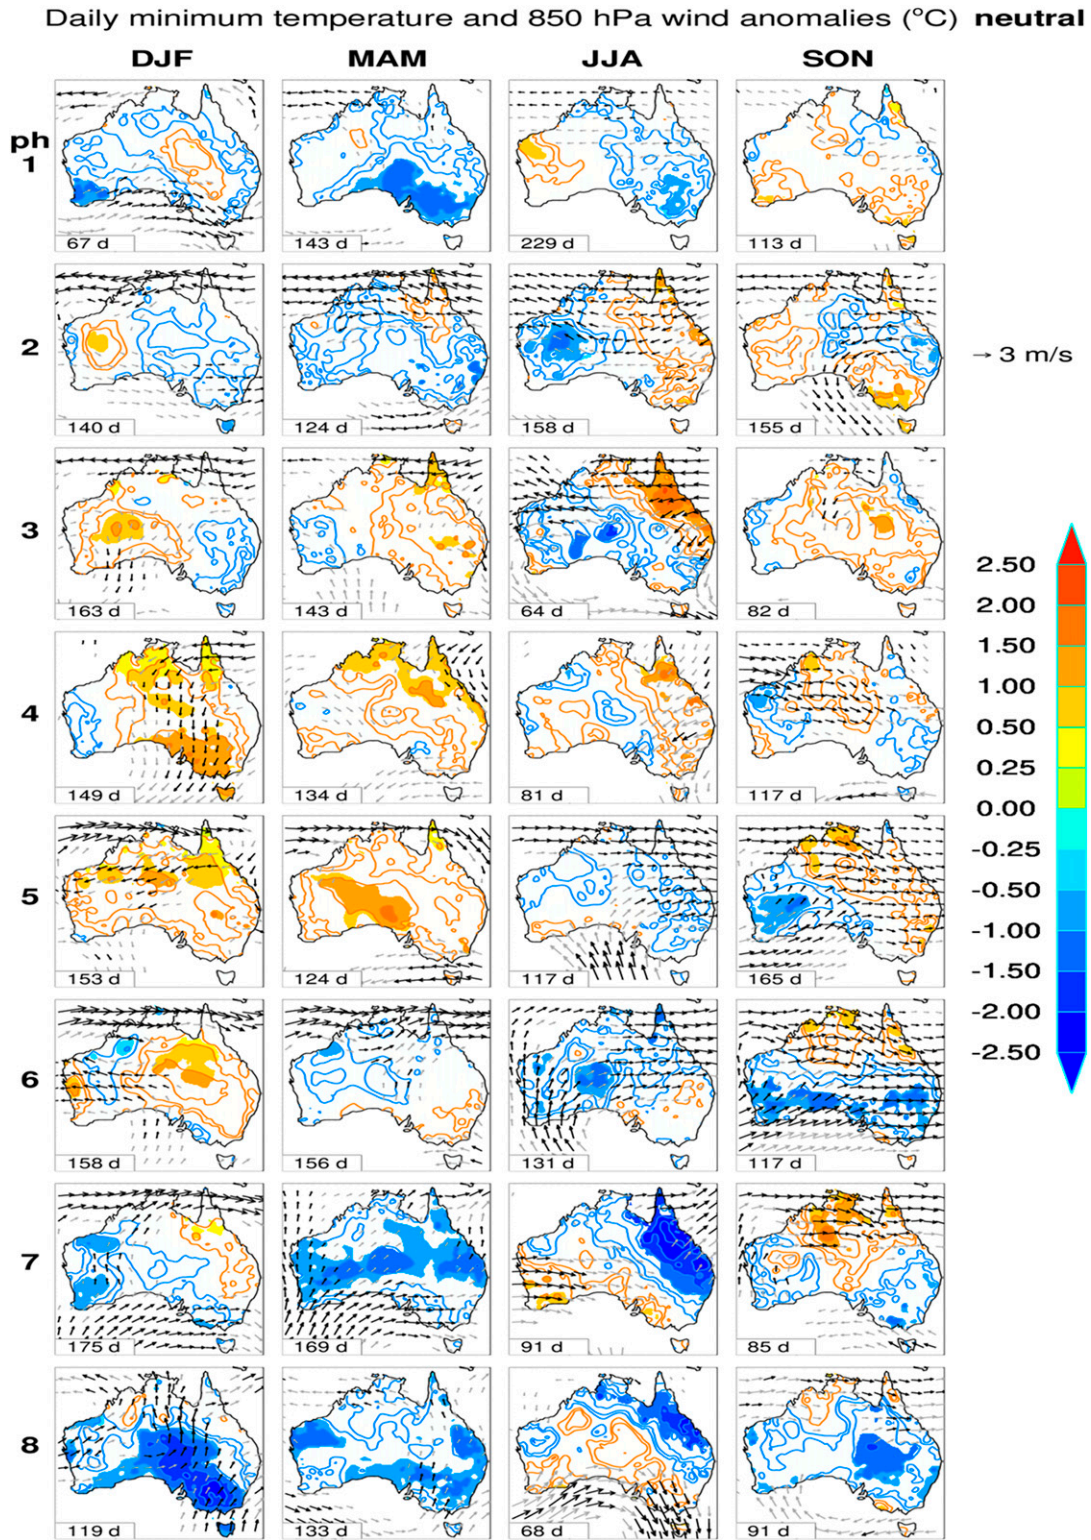 Daily minimum temperature and 850 hPa wind anomalies (°C) neutral
DJF MAM JJA SON
ph 1
67 d 143 d 229 d 113 d
2
140 d 124 d 158 d 155 d
→ 3 m/s
3
163 d 143 d 64 d 82 d
4
149 d 134 d 81 d 117 d
5
153 d 124 d 117 d 165 d
6
158 d 156 d 131 d 117 d
7
175 d 169 d 91 d 85 d
8
119 d 133 d 68 d 91 d
2.50
2.00
1.50
1.00
0.50
0.25
0.00
-0.25
-0.50
-1.00
-1.50
-2.00
-2.50